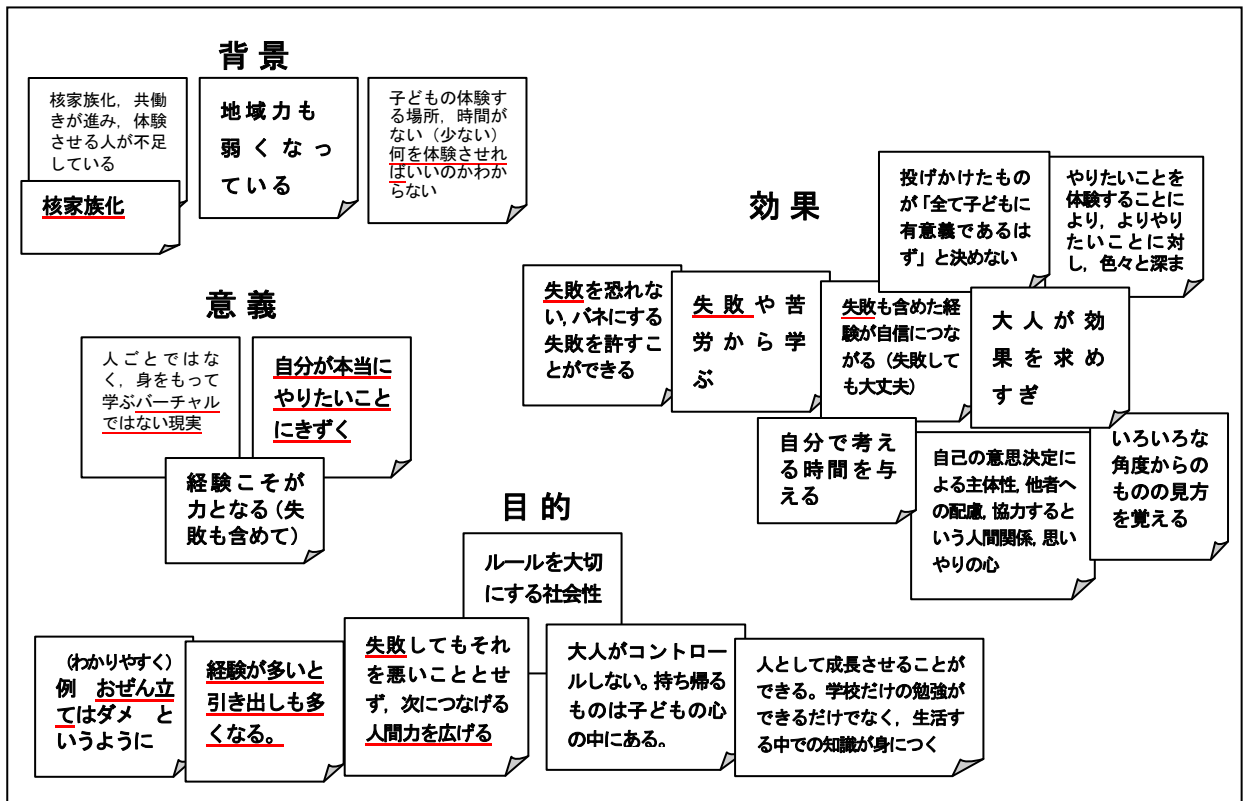 背景
核家族化，共働
きが進み，体験
させる人が不足
している
核家族化
地域力も
弱くなっ
ている
子どもの体験す
る場所，時間が
ない（少ない）
何を体験させれ
ばいいのかわか
らない
意義
人ごとではな
く，身をもって
学ぶバーチャル
ではない現実
自分が本当に
やりたいこと
にきずく
経験こそが
力となる（失
敗も含めて）
効果
投げかけたもの
が「全て子どもに
有意義であるは
ず」と決めない
やりたいことを
体験することに
より，よりやり
たいことに対
し，色々と深ま
失敗を恐れな
い，バネにする
失敗を許すこ
とができる
失敗や苦
労から学
ぶ
失敗も含めた経
験が自信につな
がる（失敗して
も大丈夫）
大人が効
果を求め
すぎ
自分で考え
る時間を与
える
自己の意思決定に
よる主体性，他者へ
の配慮，協力すると
いう人間関係，思い
やりの心
いろいろな
角度からの
ものの見方
を覚える
目的
ルールを大切
にする社会性
（わかりやすく）
例　おぜん立
てはダメ　と
いうように
経験が多いと
引き出しも多
くなる。
失敗してもそれ
を悪いこととせ
ず，次につなげる
人間力を広げる
大人がコントロー
ルしない。持ち帰る
ものは子どもの心
の中にある。
人として成長させることが
できる。学校だけの勉強が
できるだけでなく，生活す
る中での知識が身につく